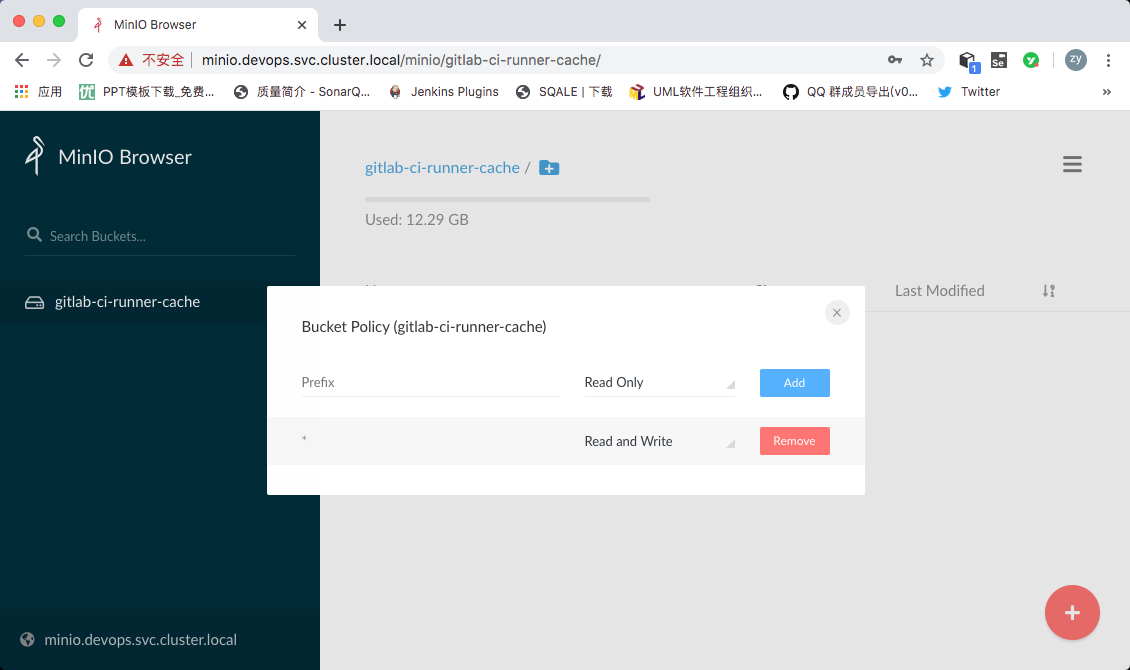 MinIO Browser
不安全 minio.devops.svc.cluster.local/minio/gitlab-ci-runner-cache/
1 Se y ZY
应用 PPT模板下载_免费... 质量简介 - SonarQ... Jenkins Plugins SQALE | 下载 UML软件工程组织... QQ 群成员导出(v0... Twitter »
MinIO Browser
Search Buckets...
gitlab-ci-runner-cache
minio.devops.svc.cluster.local
gitlab-ci-runner-cache /
Used: 12.29 GB
Last Modified
Bucket Policy (gitlab-ci-runner-cache)
Prefix Read Only Add
* Read and Write Remove